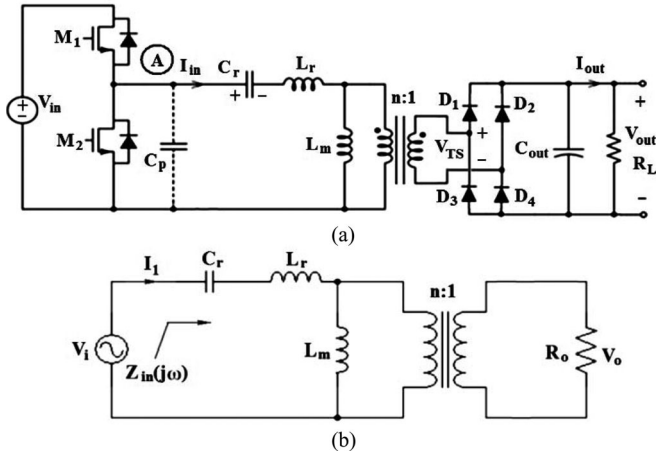 M1
A
Iin
Cr
Lr
+ -
Vin
M2
Cp
Lm
n:1
D1
D2
+
VTS
-
D3
D4
Iout
Cout
+
Vout
RL
-
(a)
I1
Cr
Lr
n:1
Vi
Zin(jω)
Lm
Ro
Vo
(b)